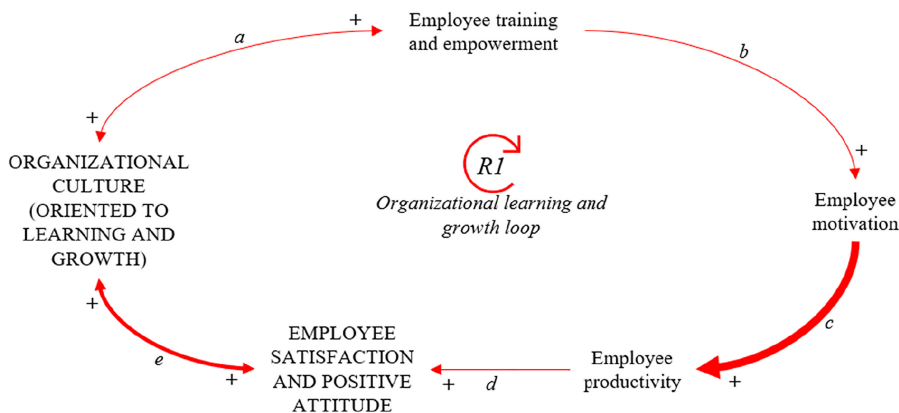 +
a
+
Employee training
and empowerment
b
+
Employee
motivation
c
+
Employee
productivity
d
+
EMPLOYEE
SATISFACTION
AND POSITIVE
ATTITUDE
+
e
+
ORGANIZATIONAL
CULTURE
(ORIENTED TO
LEARNING AND
GROWTH)
R1
Organizational learning and
growth loop